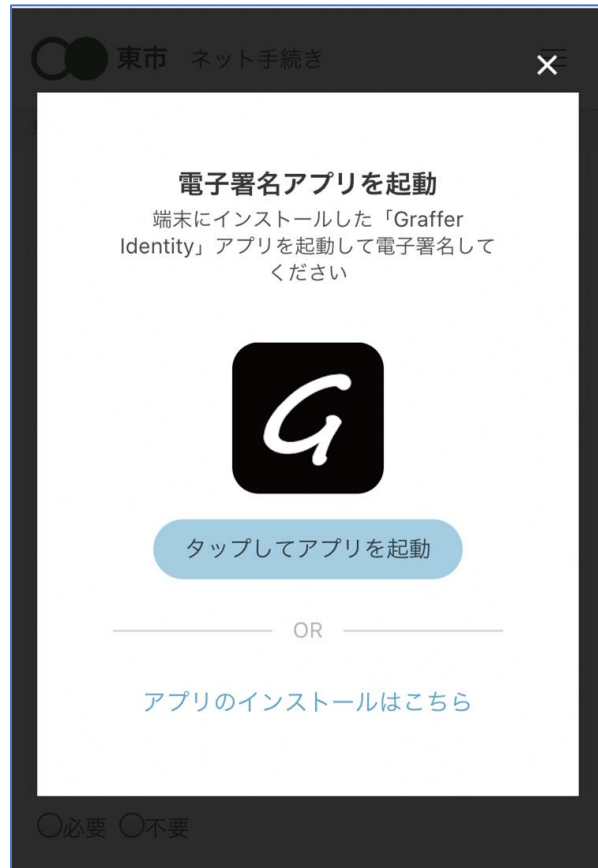 東市 ネット手続き
電子署名アプリを起動
端末にインストールした「Graffer
Identity」アプリを起動して電子署名して
ください
G
タップしてアプリを起動
OR
アプリのインストールはこちら
○必要 ○不要